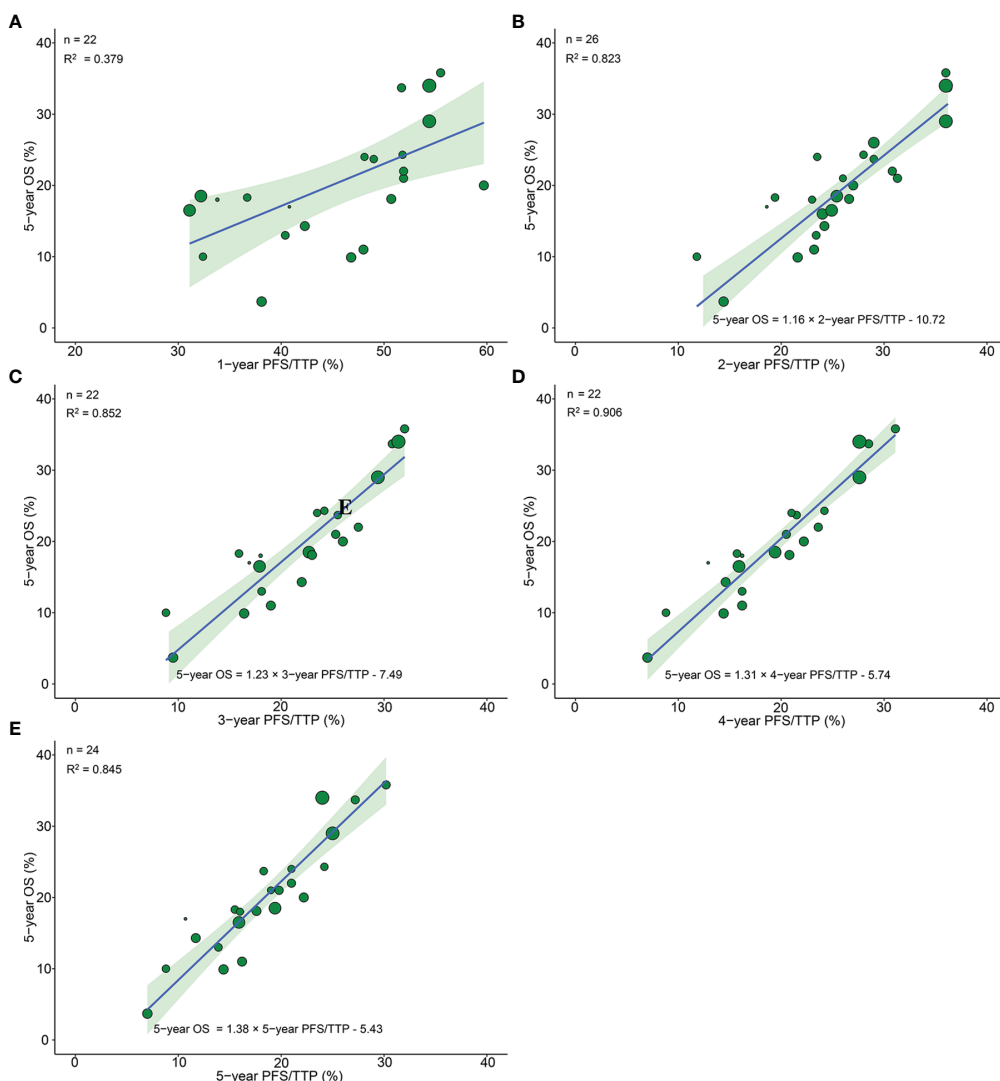 A
n = 22
R² = 0.379
40
30
20
10
0
5-year OS (%)
20 30 40 50 60
1-year PFS/TTP (%)
B
n = 26
R² = 0.823
40
30
20
10
0
5-year OS (%)
5-year OS = 1.16 × 2-year PFS/TTP - 10.72
0 10 20 30 40
2-year PFS/TTP (%)
C
n = 22
R² = 0.852
40
30
20
10
0
5-year OS (%)
E
5-year OS = 1.23 × 3-year PFS/TTP - 7.49
0 10 20 30 40
3-year PFS/TTP (%)
D
n = 22
R² = 0.906
40
30
20
10
0
5-year OS (%)
5-year OS = 1.31 × 4-year PFS/TTP - 5.74
0 10 20 30 40
4-year PFS/TTP (%)
E
n = 24
R² = 0.845
40
30
20
10
0
5-year OS (%)
5-year OS = 1.38 × 5-year PFS/TTP - 5.43
0 10 20 30 40
5-year PFS/TTP (%)